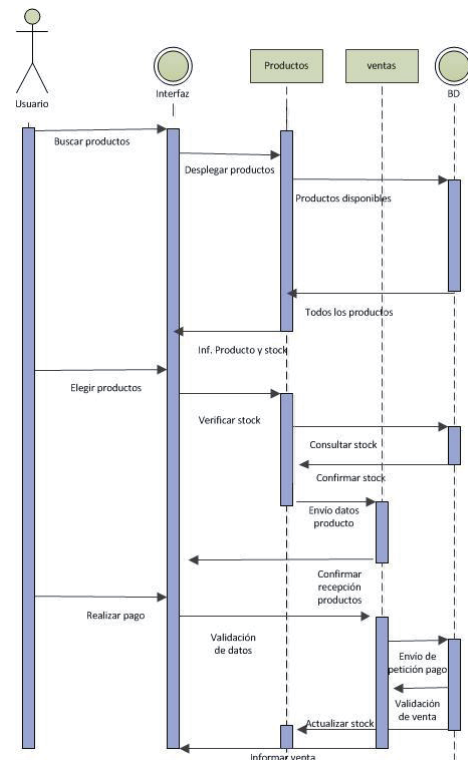 Usuario
Interfaz
Productos
ventas
BD
Buscar productos
Desplegar productos
Productos disponibles
Todos los productos
Inf. Producto y stock
Elegir productos
Verificar stock
Consultar stock
Confirmar stock
Envío datos
producto
Confirmar
recepción
productos
Realizar pago
Validación
de datos
Envío de
petición pago
Validación
de venta
Actualizar stock
Informar venta